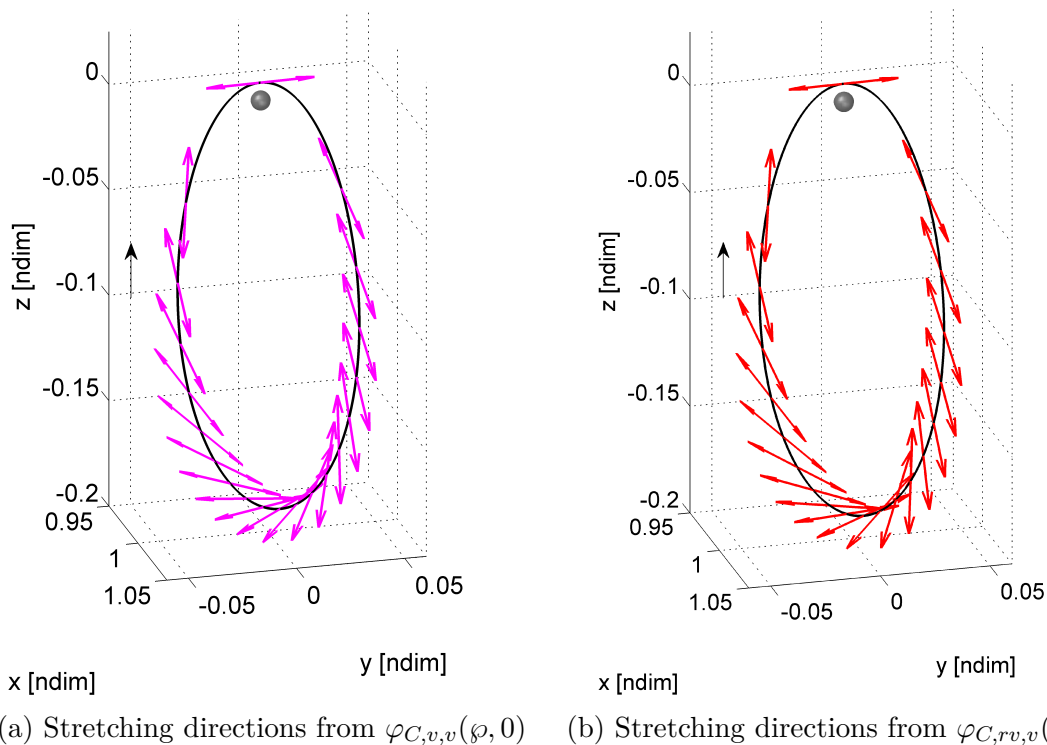 0
-0.05
-0.1
-0.15
-0.2
0.95
1
1.05
-0.05
0
0.05
z [ndim]
x [ndim]
y [ndim]
0
-0.05
-0.1
-0.15
-0.2
0.95
1
1.05
-0.05
0
0.05
z [ndim]
x [ndim]
y [ndim]
(a) Stretching directions from φ_{C,v,v}(℘, 0)
(b) Stretching directions from φ_{C,rv,v}(